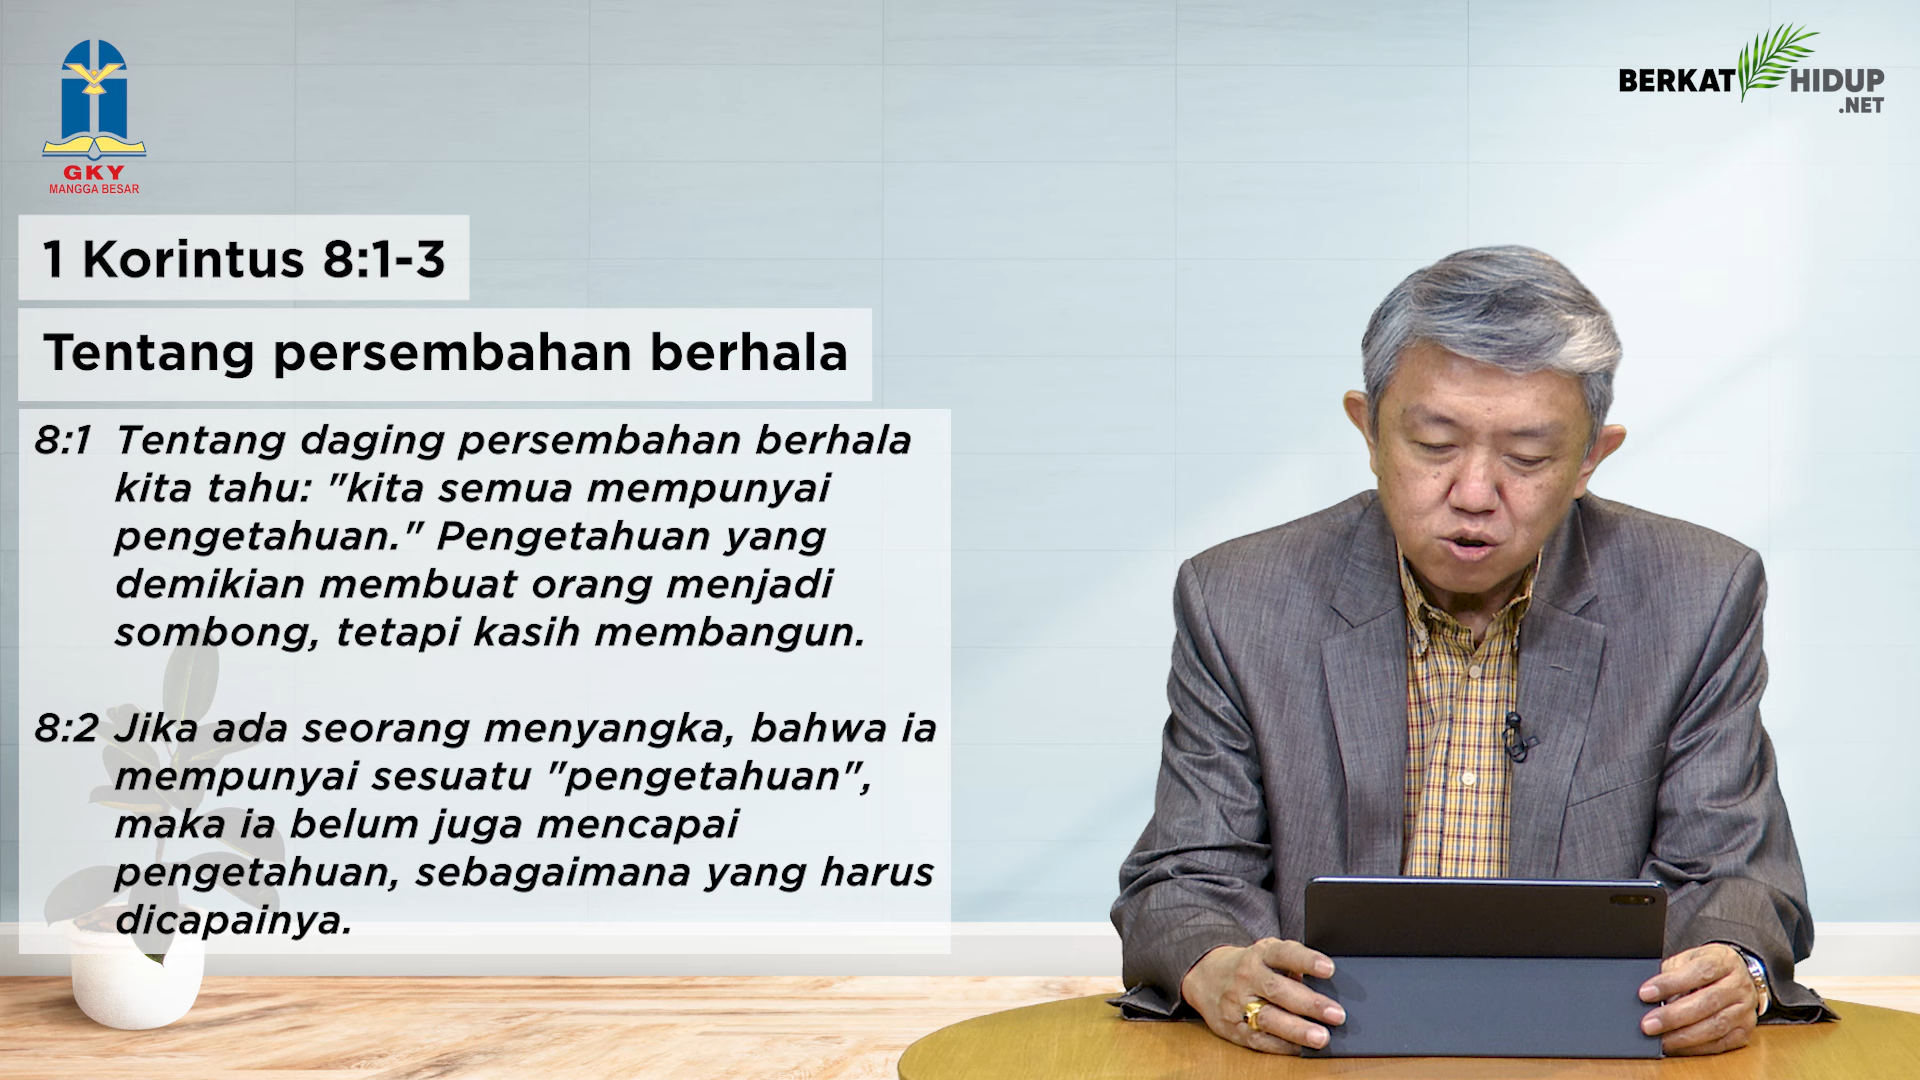 GKY
MANGGA BESAR
BERKAT HIDUP
.NET
1 Korintus 8:1-3
Tentang persembahan berhala
8:1 Tentang daging persembahan berhala
kita tahu: "kita semua mempunyai
pengetahuan." Pengetahuan yang
demikian membuat orang menjadi
sombong, tetapi kasih membangun.
8:2 Jika ada seorang menyangka, bahwa ia
mempunyai sesuatu "pengetahuan",
maka ia belum juga mencapai
pengetahuan, sebagaimana yang harus
dicapainya.